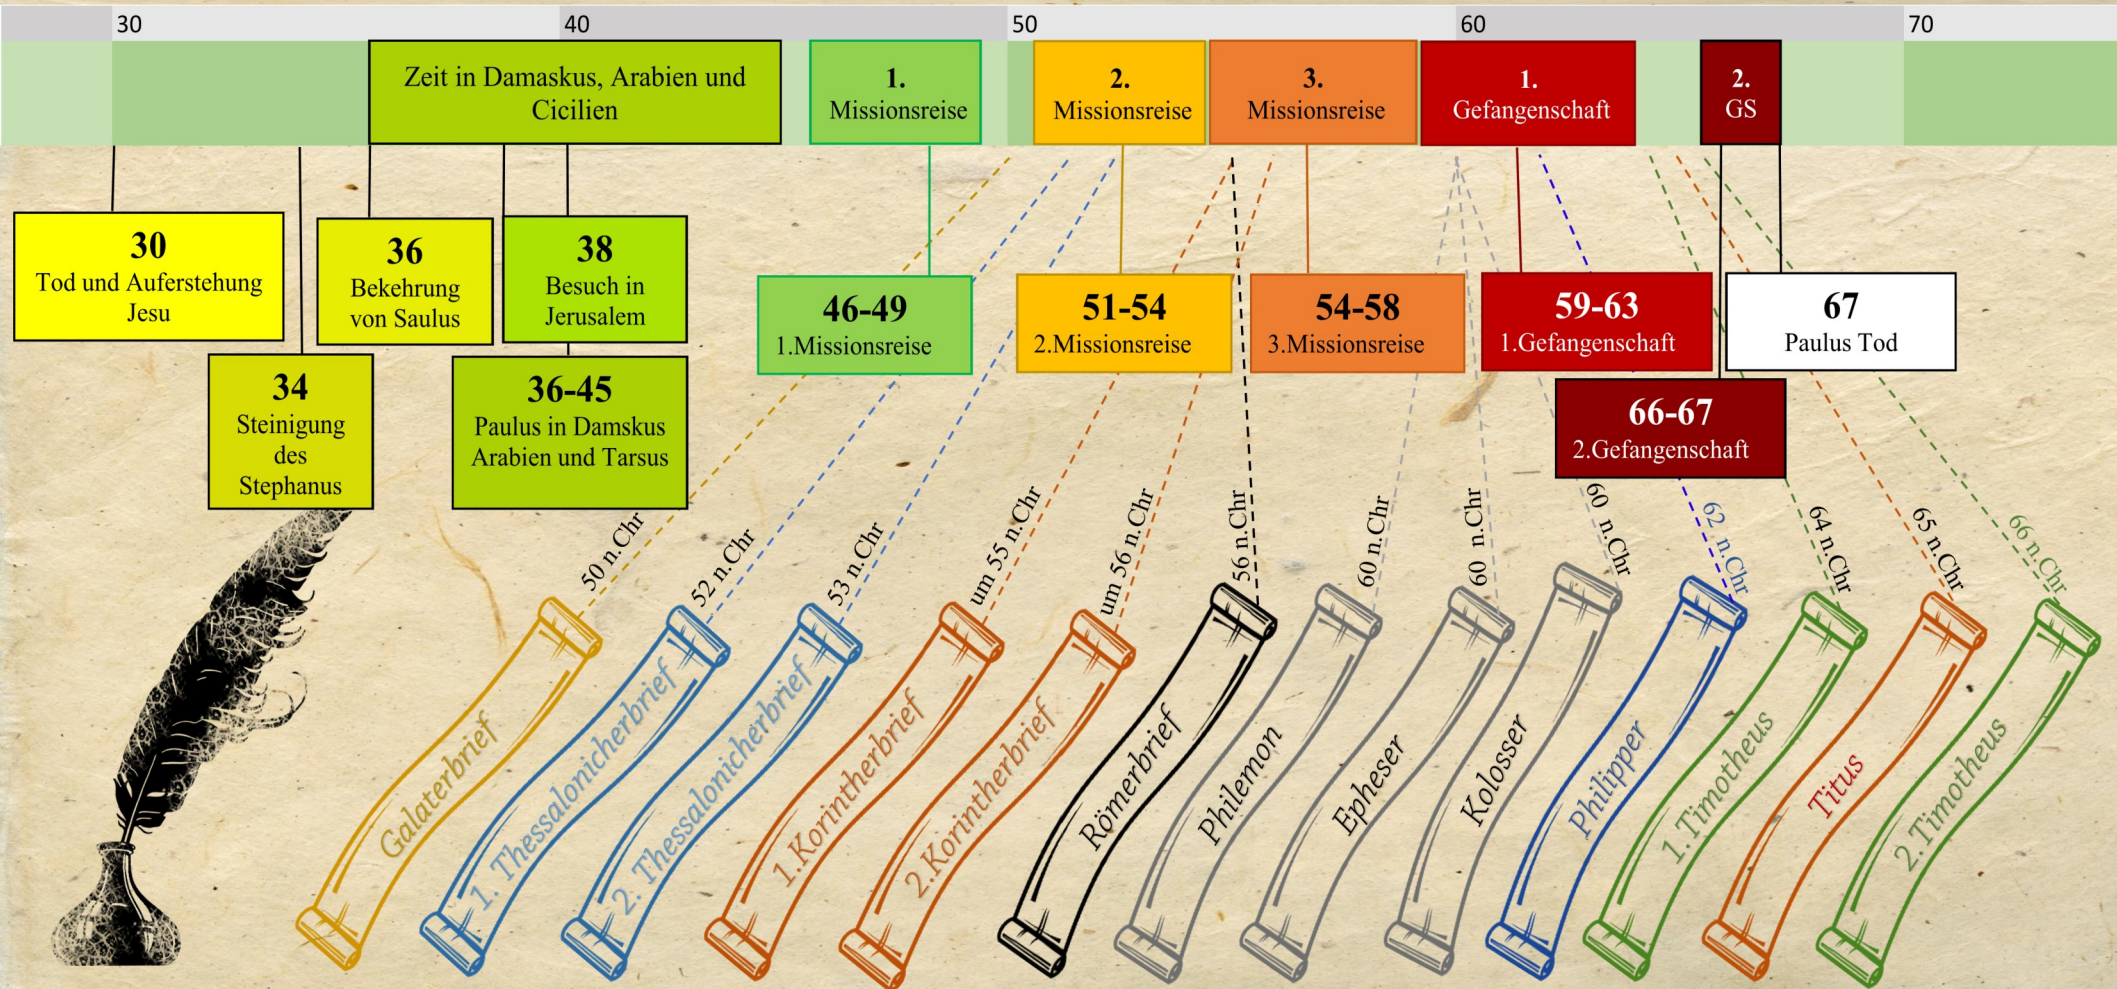 30
40
50
60
70
Zeit in Damaskus, Arabien und
Cicilien
1.
Missionsreise
2.
Missionsreise
3.
Missionsreise
1.
Gefangenschaft
2.
GS
30
Tod und Auferstehung
Jesu
34
Steinigung
des
Stephanus
36
Bekehrung
von Saulus
38
Besuch in
Jerusalem
36-45
Paulus in Damskus
Arabien und Tarsus
46-49
1.Missionsreise
51-54
2.Missionsreise
54-58
3.Missionsreise
59-63
1.Gefangenschaft
67
Paulus Tod
66-67
2.Gefangenschaft
50 n.Chr
52 n.Chr
53 n.Chr
um 55 n.Chr
um 56 n.Chr
56 n.Chr
60 n.Chr
60 n.Chr
60 n.Chr
62 n.Chr
64 n.Chr
65 n.Chr
66 n.Chr
Galaterbrief
1. Thessalonicherbrief
2. Thessalonicherbrief
1.Korintherbrief
2.Korintherbrief
Römerbrief
Philemon
Epheser
Kolosser
Philipper
1.Timotheus
Titus
2.Timotheus